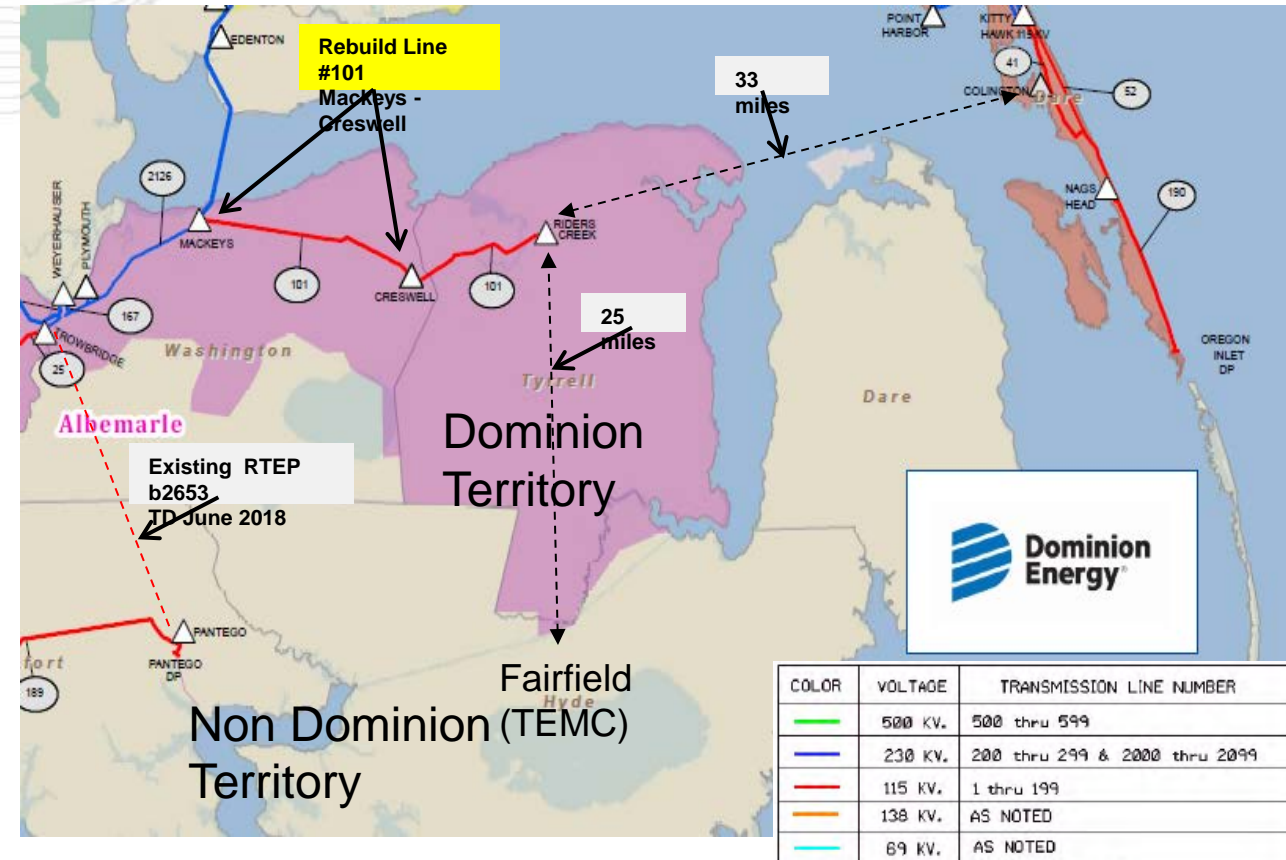 EDENTON
Rebuild Line
#101
Mackeys -
Creswell
POINT
HARBOR
KITTY
HAWK 115 KV
33
miles
41
COLINGTON
Dare
52
2126
WEYERHAUSER
PLYMOUTH
MACKEYS
RIDERS
CREEK
NAGS
HEAD
190
101
CRESWELL
101
167
TROWBRIDGE
25
Washington
25
miles
Tyrrell
OREGON
INLET
DP
Dare
Albemarle
Dominion
Territory
Existing RTEP
b2653
TD June 2018
Dominion
Energy®
PANTEGO
PANTEGO
DP
fort
189
Fairfield
Hyde
(TEMC)
Non Dominion
Territory
COLOR VOLTAGE TRANSMISSION LINE NUMBER
500 KV. 500 thru 599
230 KV. 200 thru 299 & 2000 thru 2099
115 KV. 1 thru 199
138 KV. AS NOTED
69 KV. AS NOTED